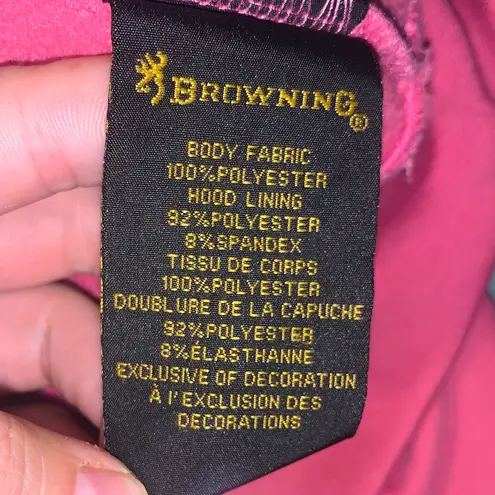 BROWNING®
BODY FABRIC
100%POLYESTER
HOOD LINING
92%POLYESTER
8%SPANDEX
TISSU DE CORPS
100%POLYESTER
DOUBLURE DE LA CAPUCHE
92%POLYESTER
8%ÉLASTHANNE
EXCLUSIVE OF DECORATION
À L'EXCLUSION DES
DECORATIONS